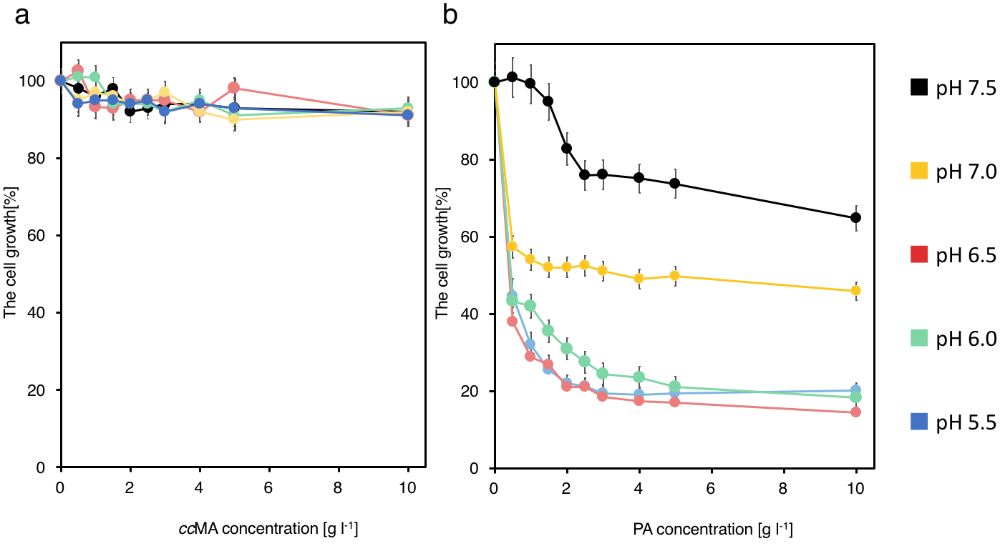 a
The cell growth[%]
100
80
60
40
20
0
0 2 4 6 8 10
ccMA concentration [g l-1]
b
The cell growth[%]
100
80
60
40
20
0
0 2 4 6 8 10
PA concentration [g l-1]
pH 7.5
pH 7.0
pH 6.5
pH 6.0
pH 5.5